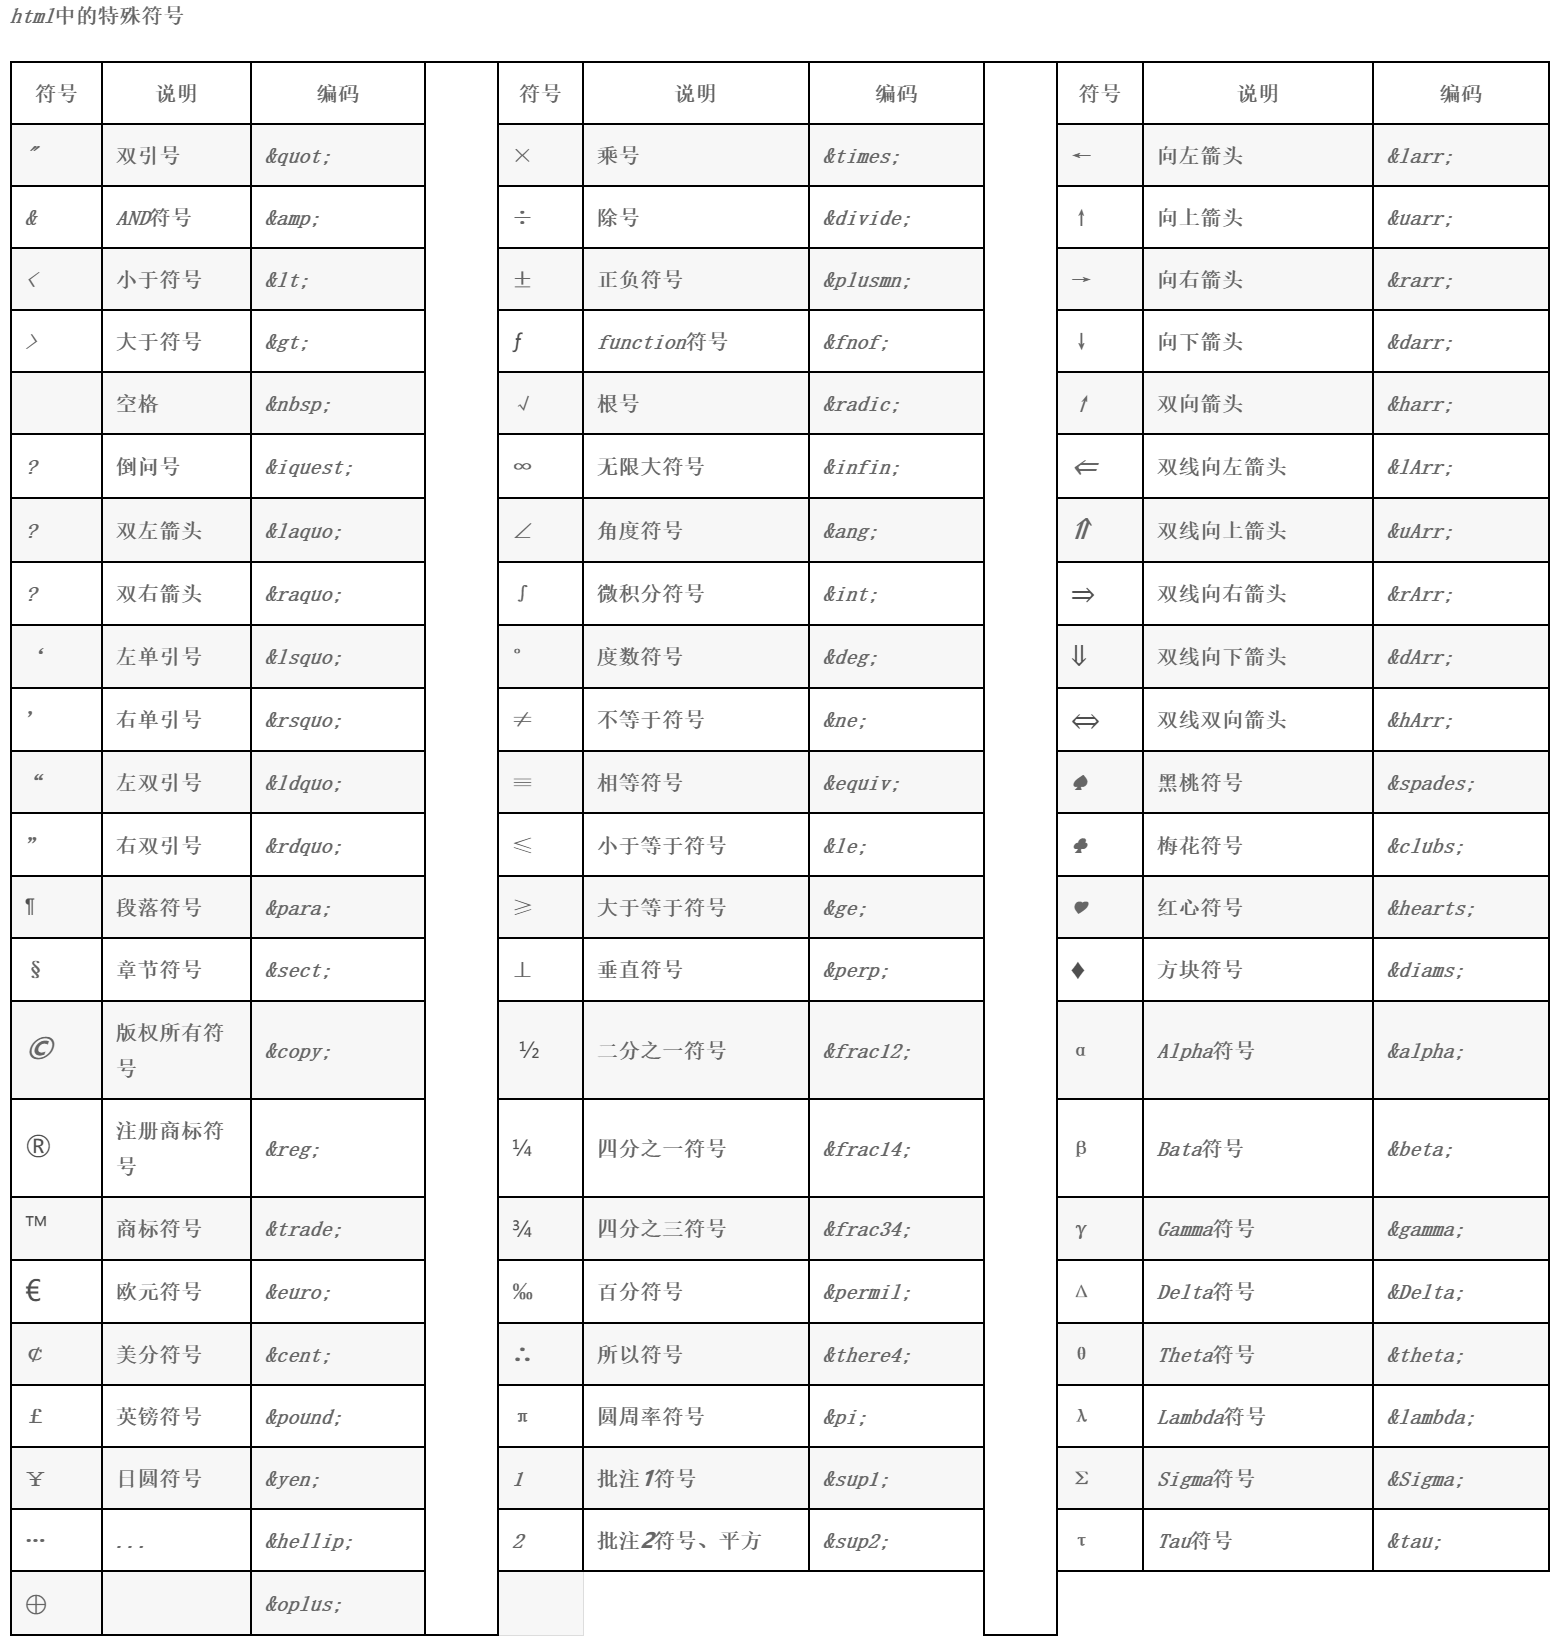 html中的特殊符号
符号 说明 编码 符号 说明 编码 符号 说明 编码
" 双引号 &quot; × 乘号 &times; ← 向左箭头 &larr;
& AND符号 &amp; ÷ 除号 &divide; ↑ 向上箭头 &uarr;
< 小于符号 &lt; ± 正负符号 &plusmn; → 向右箭头 &rarr;
> 大于符号 &gt; ƒ function符号 &fnof; ↓ 向下箭头 &darr;
空格 &nbsp; √ 根号 &radic; ↑ 双向箭头 &harr;
? 倒问号 &iquest; ∞ 无限大符号 &infin; ⇐ 双线向左箭头 &lArr;
? 双左箭头 &laquo; ∠ 角度符号 &ang; ⇑ 双线向上箭头 &uArr;
? 双右箭头 &raquo; ∫ 微积分符号 &int; ⇒ 双线向右箭头 &rArr;
‘ 左单引号 &lsquo; ° 度数符号 &deg; ⇓ 双线向下箭头 &dArr;
’ 右单引号 &rsquo; ≠ 不等于符号 &ne; ⇔ 双线双向箭头 &hArr;
“ 左双引号 &ldquo; ≡ 相等符号 &equiv; ♠ 黑桃符号 &spades;
” 右双引号 &rdquo; ≤ 小于等于符号 &le; ♣ 梅花符号 &clubs;
¶ 段落符号 &para; ≥ 大于等于符号 &ge; ♥ 红心符号 &hearts;
§ 章节符号 &sect; ⊥ 垂直符号 &perp; ♦ 方块符号 &diams;
© 版权所有符号 &copy; ½ 二分之一符号 &frac12; α Alpha符号 &alpha;
® 注册商标符号 &reg; ¼ 四分之一符号 &frac14; β Bata符号 &beta;
™ 商标符号 &trade; ¾ 四分之三符号 &frac34; γ Gamma符号 &gamma;
€ 欧元符号 &euro; ‰ 百分符号 &permil; Δ Delta符号 &Delta;
¢ 美分符号 &cent; ∴ 所以符号 &there4; θ Theta符号 &theta;
£ 英镑符号 &pound; π 圆周率符号 &pi; λ Lambda符号 &lambda;
¥ 日圆符号 &yen; 1 批注1符号 &sup1; Σ Sigma符号 &Sigma;
… ... &hellip; 2 批注2符号、平方 &sup2; τ Tau符号 &tau;
⊕ &oplus;